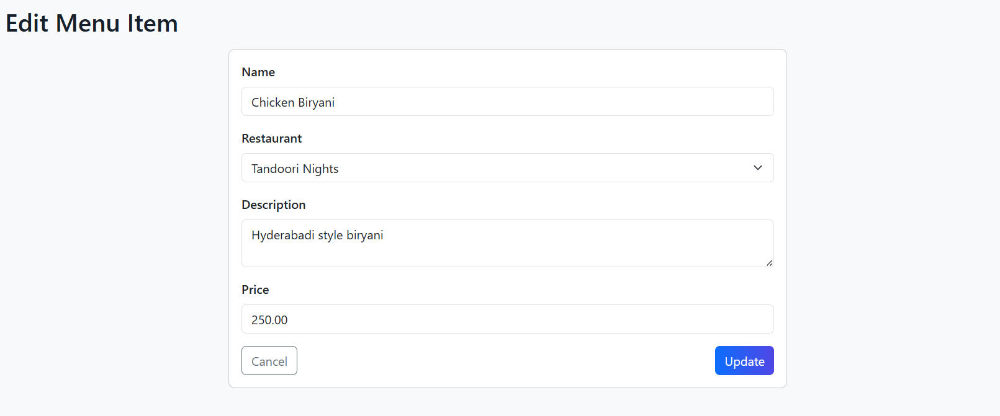 Edit Menu Item
Name
Chicken Biryani
Restaurant
Tandoori Nights
Description
Hyderabadi style biryani
Price
250.00
Cancel
Update